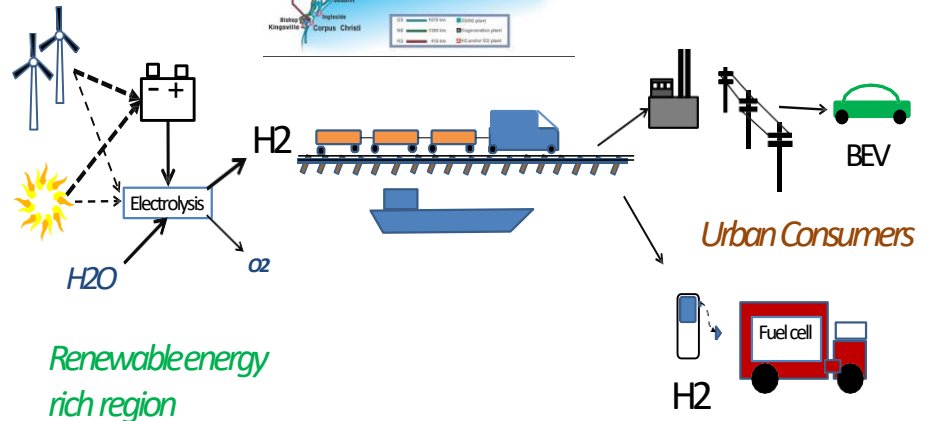 Bishop
Kingsville
Ingleside
Corpus Christi
H2
Electrolysis
H2O
O2
BEV
Urban Consumers
Fuel cell
H2
Renewable energy
rich region